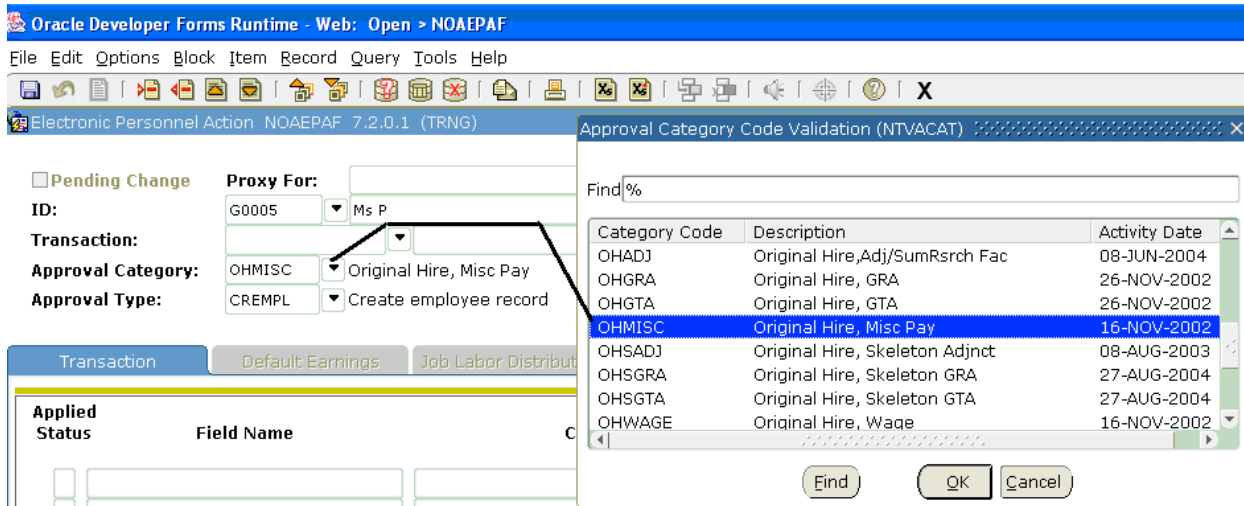 Oracle Developer Forms Runtime - Web: Open > NOAEPAF
File Edit Options Block Item Record Query Tools Help
X
Electronic Personnel Action NOAEPAF 7.2.0.1 (TRNG)
Pending Change Proxy For:
ID: G0005 Ms P
Transaction:
Approval Category: OHMISC Original Hire, Misc Pay
Approval Type: CREMPL Create employee record
Transaction Default Earnings Job Labor Distribut
Applied
Status Field Name C
Approval Category Code Validation (NTVACAT)
Find %
Category Code Description Activity Date
OHADJ Original Hire,Adj/SumRsrch Fac 08-JUN-2004
OHGRA Original Hire, GRA 26-NOV-2002
OHGTA Original Hire, GTA 26-NOV-2002
OHMISC Original Hire, Misc Pay 16-NOV-2002
OHSADJ Original Hire, Skeleton Adjnct 08-AUG-2003
OHSGRA Original Hire, Skeleton GRA 27-AUG-2004
OHSGTA Original Hire, Skeleton GTA 27-AUG-2004
OHWAGE Original Hire, Wage 16-NOV-2002
Find OK Cancel